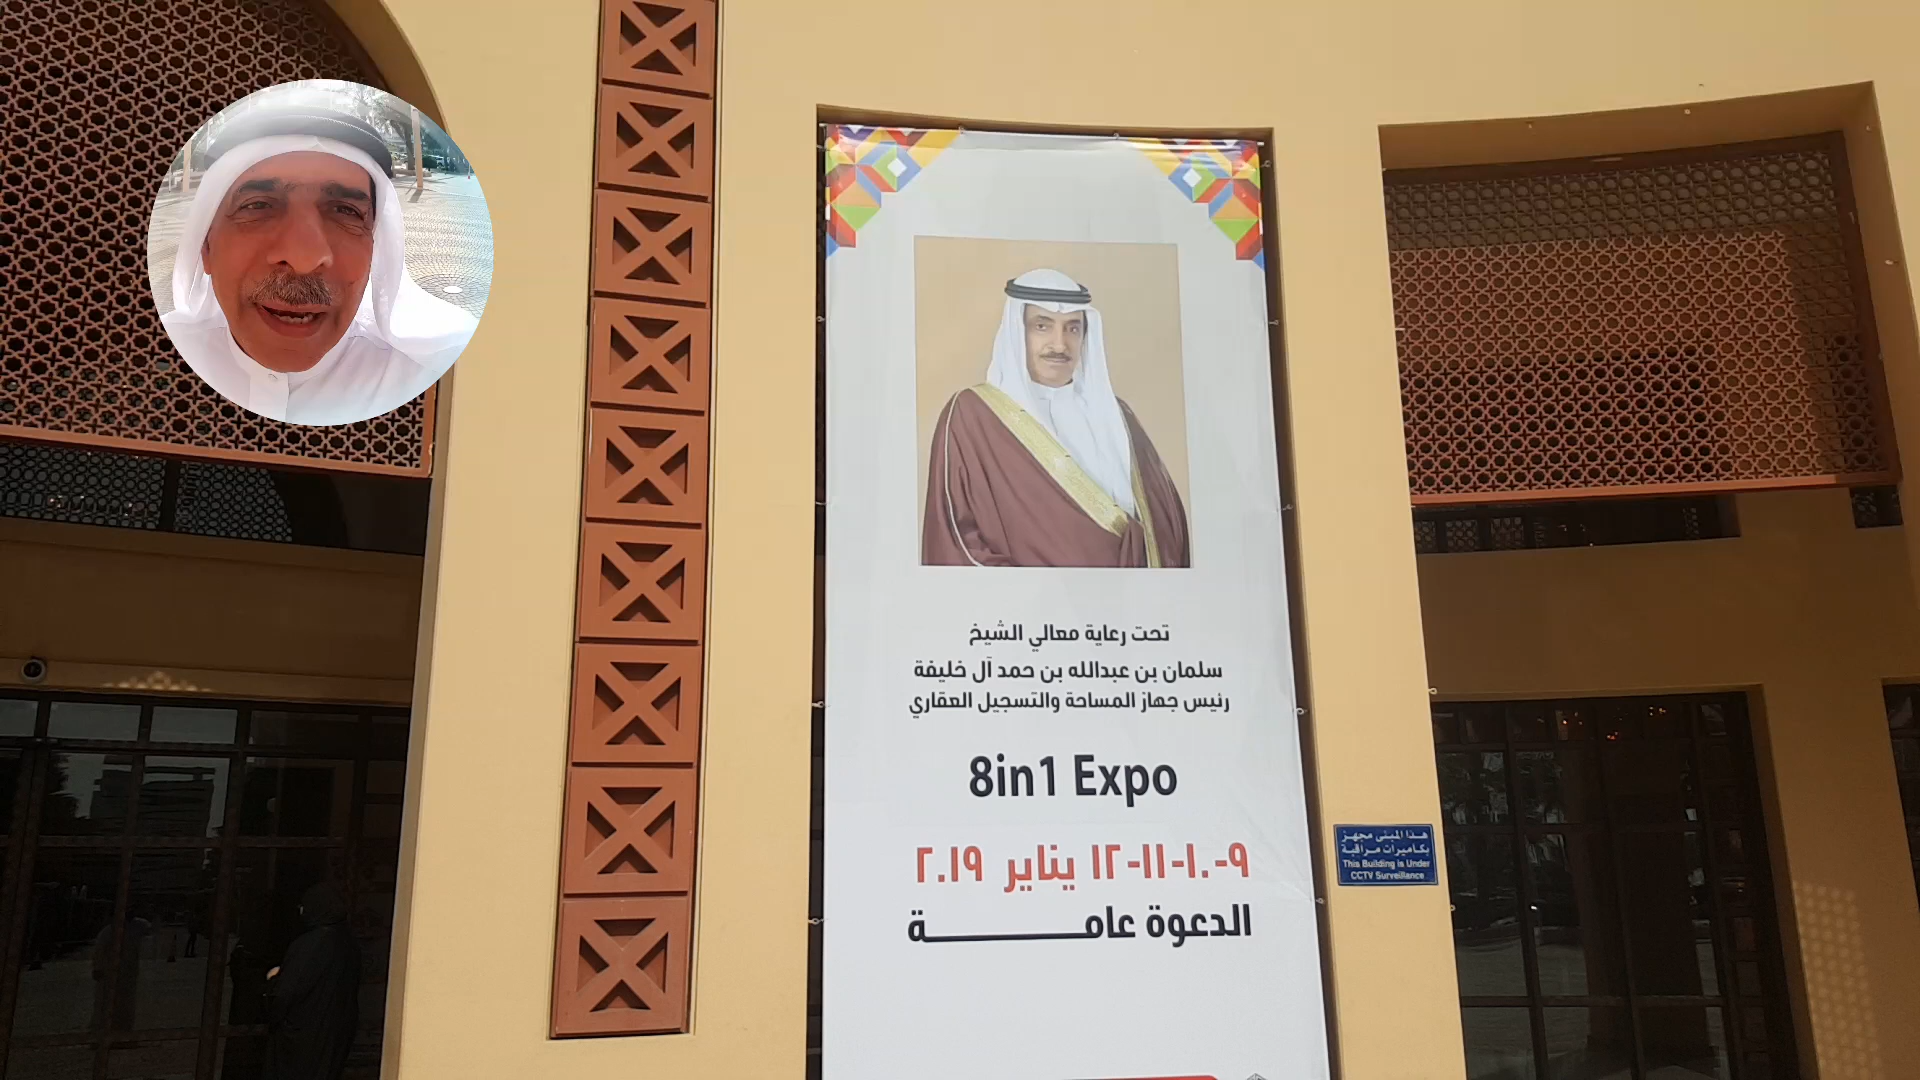 تحت رعاية معالي الشيخ
سلمان بن عبدالله بن حمد آل خليفة
رئيس جهاز المساحة والتسجيل العقاري
8in1 Expo
٩-١٠-١١-١٢ يناير ٢٠١٩
الدعوة عامـــــــــــة
هذا المبنى مجهز
بكاميرات مراقبة
This Building is Under
CCTV Surveillance